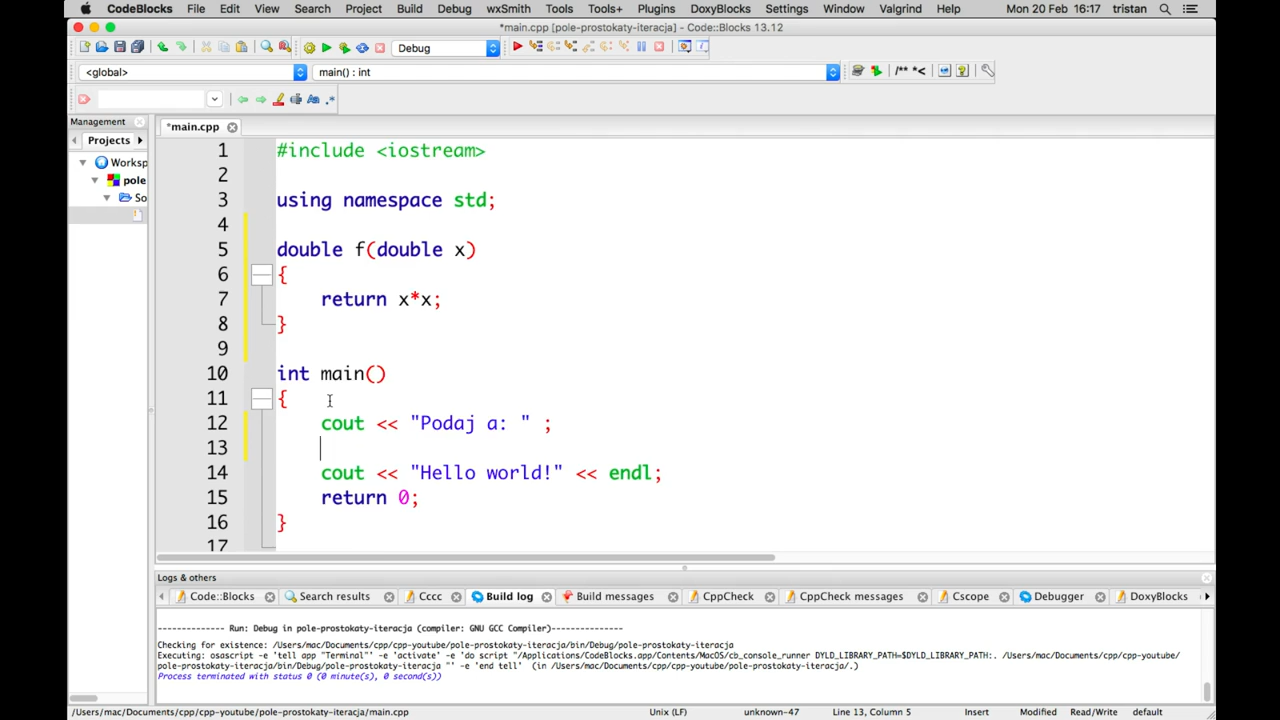 CodeBlocks File Edit View Search Project Build Debug wxSmith Tools Tools+ Plugins DoxyBlocks Settings Window Valgrind Help Mon 20 Feb 16:17 tristan
*main.cpp [pole-prostokaty-iteracja] - Code::Blocks 13.12
Debug
<global> main() : int /** *<
Aa .*
Management *main.cpp
Projects
Worksp
pole
So
1 #include <iostream>
2
3 using namespace std;
4
5 double f(double x)
6 {
7 return x*x;
8 }
9
10 int main()
11 {
12 cout << "Podaj a: " ;
13
14 cout << "Hello world!" << endl;
15 return 0;
16 }
17
Logs & others
Code::Blocks Search results Cccc Build log Build messages CppCheck CppCheck messages Cscope Debugger DoxyBlocks
-------------- Run: Debug in pole-prostokaty-iteracja (compiler: GNU GCC Compiler)---------------
Checking for existence: /Users/mac/Documents/cpp/cpp-youtube/pole-prostokaty-iteracja/bin/Debug/pole-prostokaty-iteracja
Executing: osascript -e 'tell app "Terminal"' -e 'activate' -e 'do script "/Applications/CodeBlocks.app/Contents/MacOS/cb_console_runner DYLD_LIBRARY_PATH=$DYLD_LIBRARY_PATH:. /Users/mac/Documents/cpp/cpp-youtube/
pole-prostokaty-iteracja/bin/Debug/pole-prostokaty-iteracja "' -e 'end tell' (in /Users/mac/Documents/cpp/cpp-youtube/pole-prostokaty-iteracja/.)
Process terminated with status 0 (0 minute(s), 0 second(s))
/Users/mac/Documents/cpp/cpp-youtube/pole-prostokaty-iteracja/main.cpp Unix (LF) unknown-47 Line 13, Column 5 Insert Modified Read/Write default